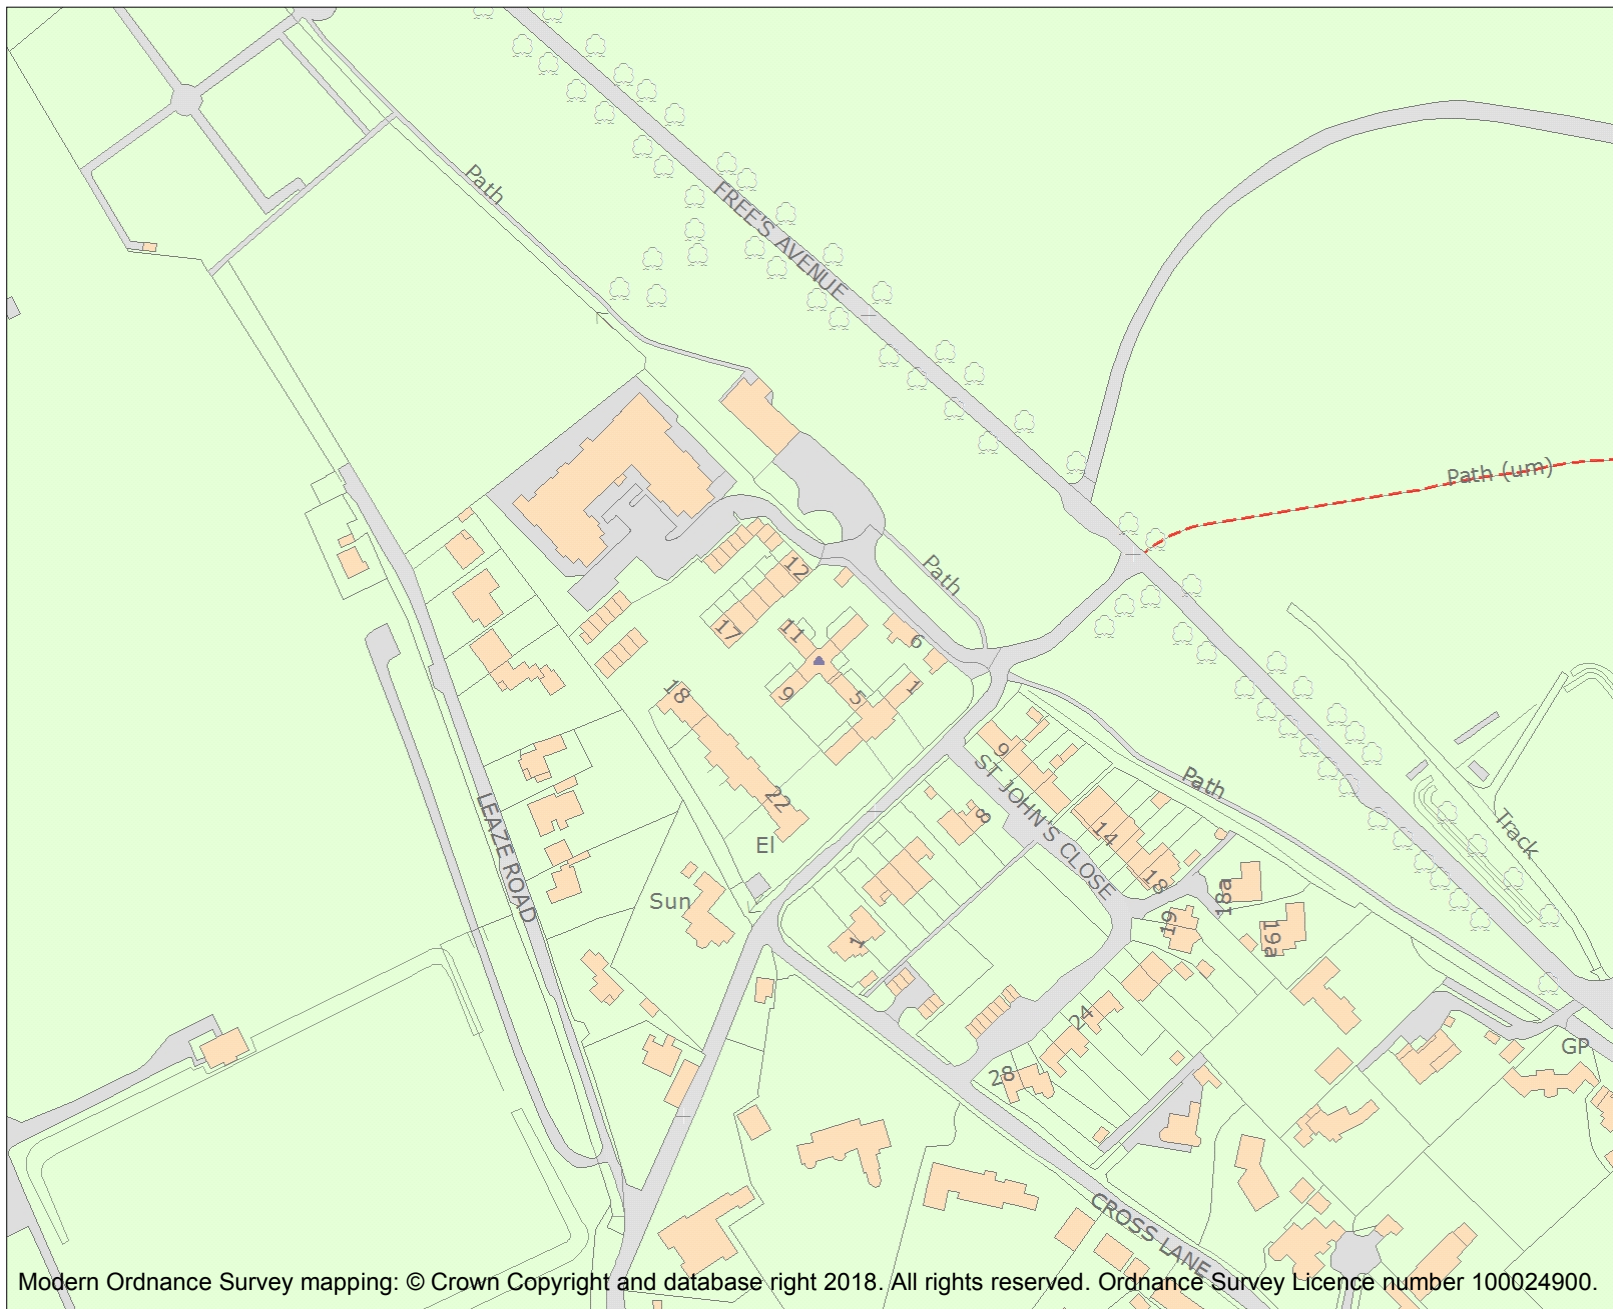 Path
FREE'S AVENUE
Path (um)
Path
12
17
11
6
9
5
1
18
22
El
9
ST JOHN'S CLOSE
8
14
18
18a
19
19a
Path
Track
LEAZE ROAD
Sun
1
24
28
GP
CROSS LANE
Modern Ordnance Survey mapping: © Crown Copyright and database right 2018. All rights reserved. Ordnance Survey Licence number 100024900.